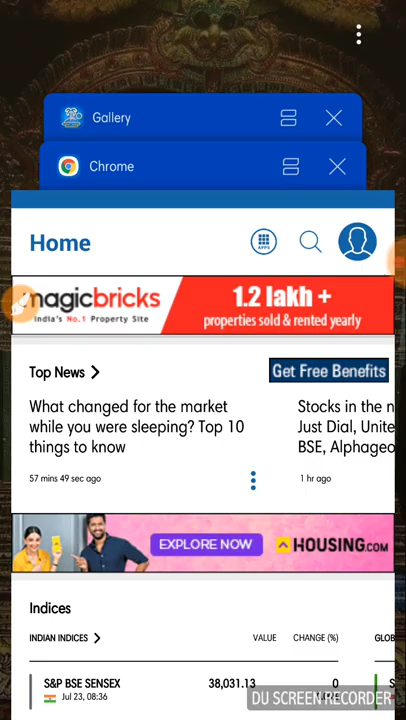 Gallery
Chrome
Home
APPS
magicbricks
India's No.1 Property Site
1.2 lakh +
properties sold & rented yearly
Top News
Get Free Benefits
What changed for the market
while you were sleeping? Top 10
things to know
57 mins 49 sec ago
Stocks in the n
Just Dial, Unite
BSE, Alphageo
1 hr ago
EXPLORE NOW
HOUSING.COM
Indices
INDIAN INDICES
VALUE
CHANGE (%)
GLOB
S&P BSE SENSEX
38,031.13
0
S
Jul 23, 08:36
DU SCREEN RECORDER